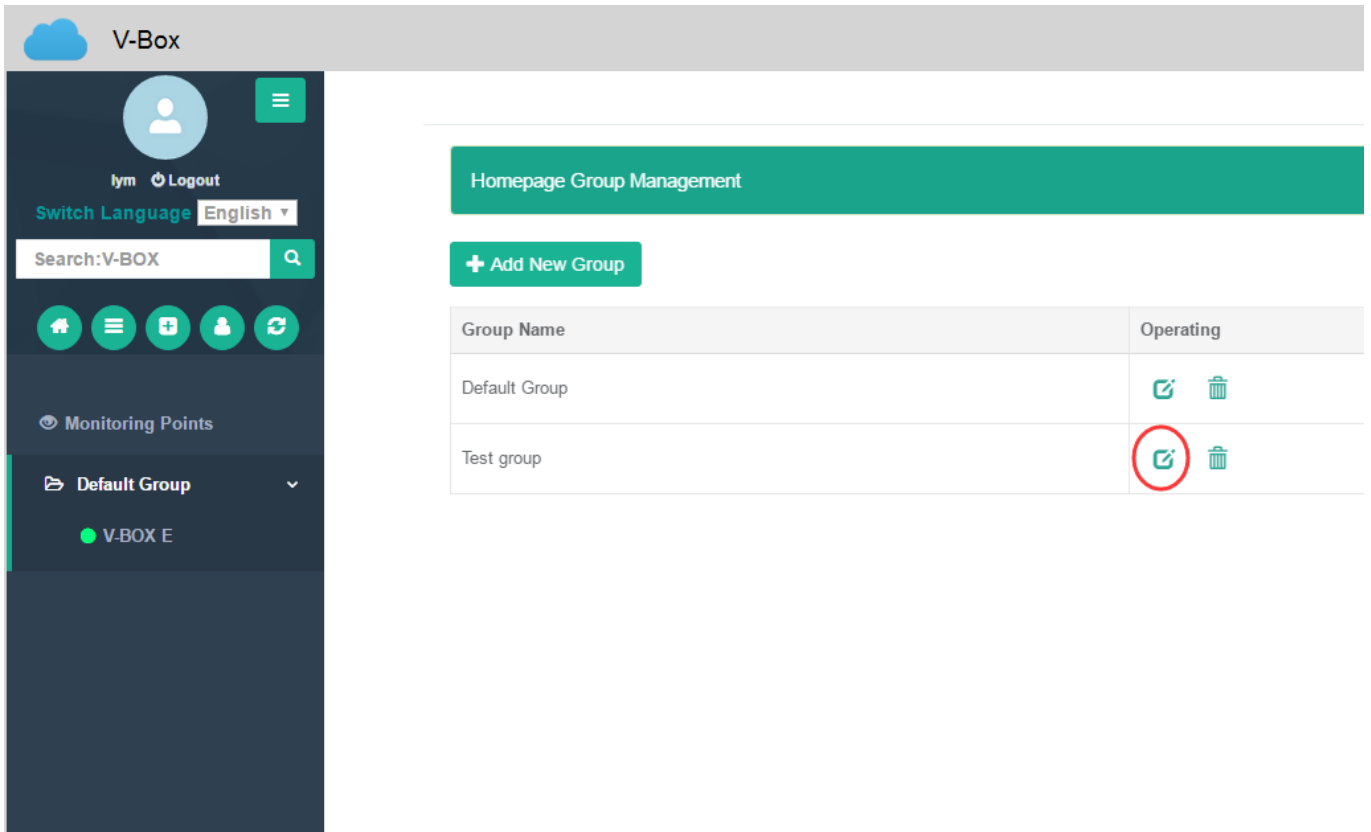 V-Box
lym Logout
Switch Language English
Search:V-BOX
Monitoring Points
Default Group
V-BOX E
Homepage Group Management
Add New Group
Group Name Operating
Default Group
Test group